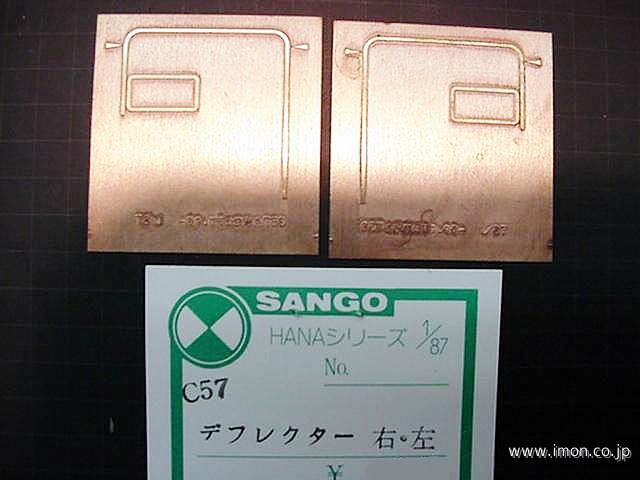 SANGO
HANAシリーズ 1/87
No.
C57
デフレクター 右・左
¥
www.imon.co.jp